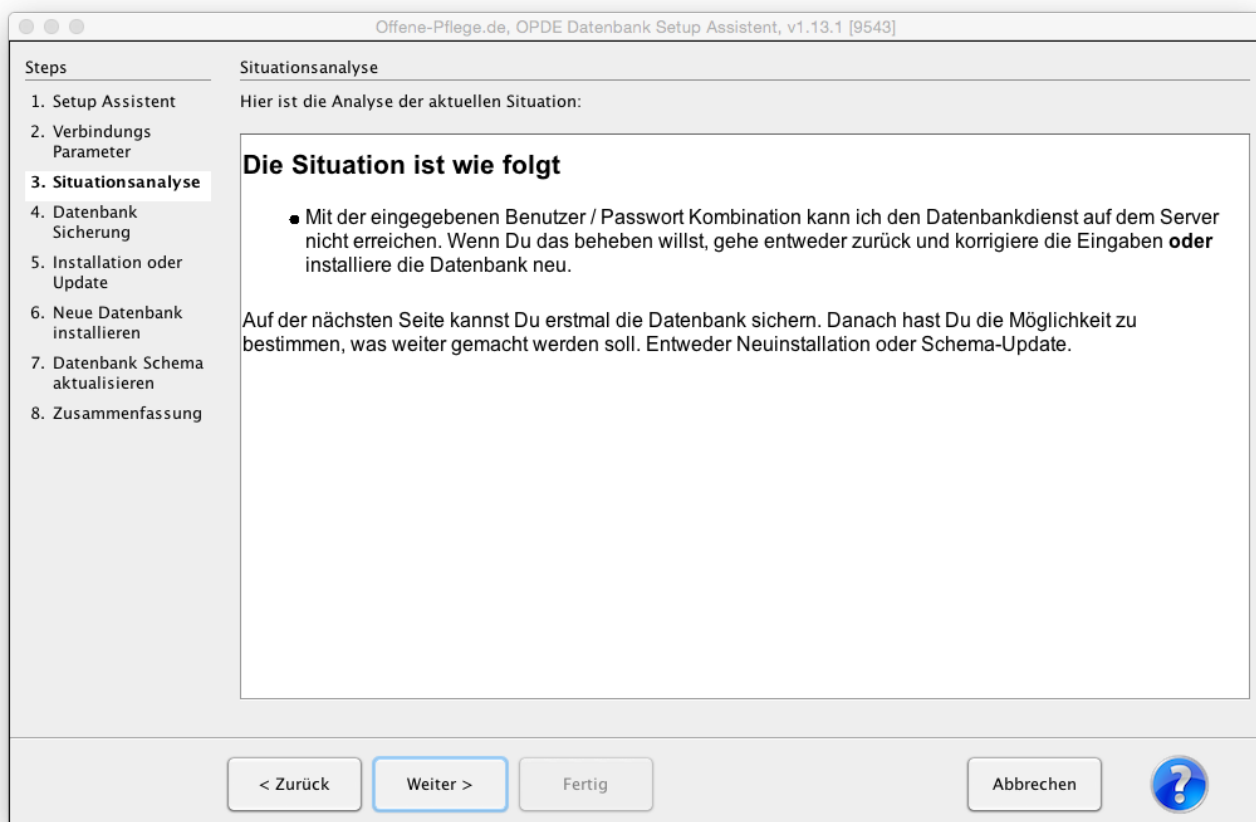 Offene-Pflege.de, OPDE Datenbank Setup Assistent, v1.13.1 [9543]
Steps
1. Setup Assistent
2. Verbindungs
Parameter
3. Situationsanalyse
4. Datenbank
Sicherung
5. Installation oder
Update
6. Neue Datenbank
installieren
7. Datenbank Schema
aktualisieren
8. Zusammenfassung
Situationsanalyse
Hier ist die Analyse der aktuellen Situation:
Die Situation ist wie folgt
• Mit der eingegebenen Benutzer / Passwort Kombination kann ich den Datenbankdienst auf dem Server
nicht erreichen. Wenn Du das beheben willst, gehe entweder zurück und korrigiere die Eingaben oder
installiere die Datenbank neu.
Auf der nächsten Seite kannst Du erstmal die Datenbank sichern. Danach hast Du die Möglichkeit zu
bestimmen, was weiter gemacht werden soll. Entweder Neuinstallation oder Schema-Update.
< Zurück
Weiter >
Fertig
Abbrechen
?